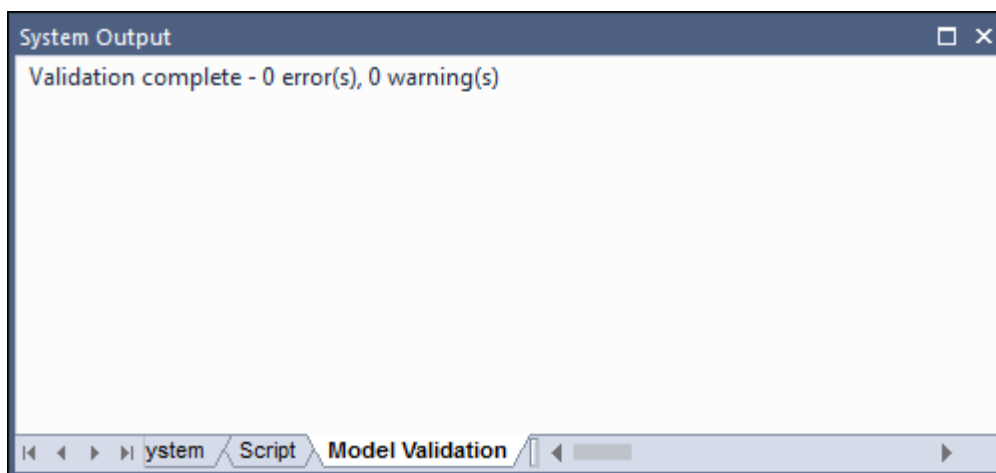 System Output
Validation complete - 0 error(s), 0 warning(s)
ystem Script Model Validation